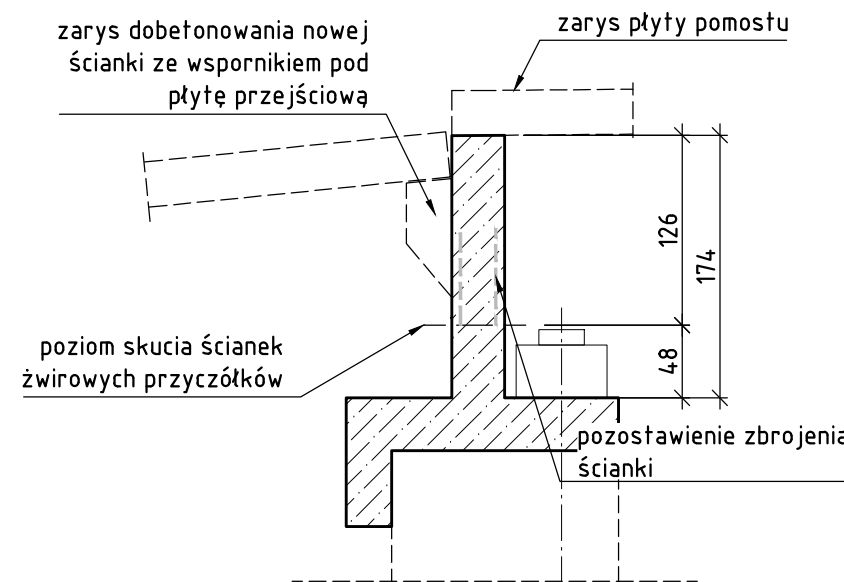 zarys dobetonowania nowej
ścianki ze wspornikiem pod
płytę przejściową
zarys płyty pomostu
126
174
48
poziom skucia ścianek
żwirowych przyczółków
pozostawienie zbrojenia
ścianki